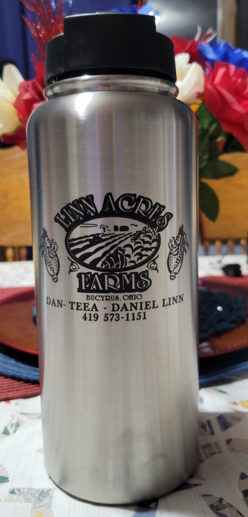 LINN ACRES
FARMS
BUCYRUS, OHIO
DAN-TEEA - DANIEL LINN
419 573-1151